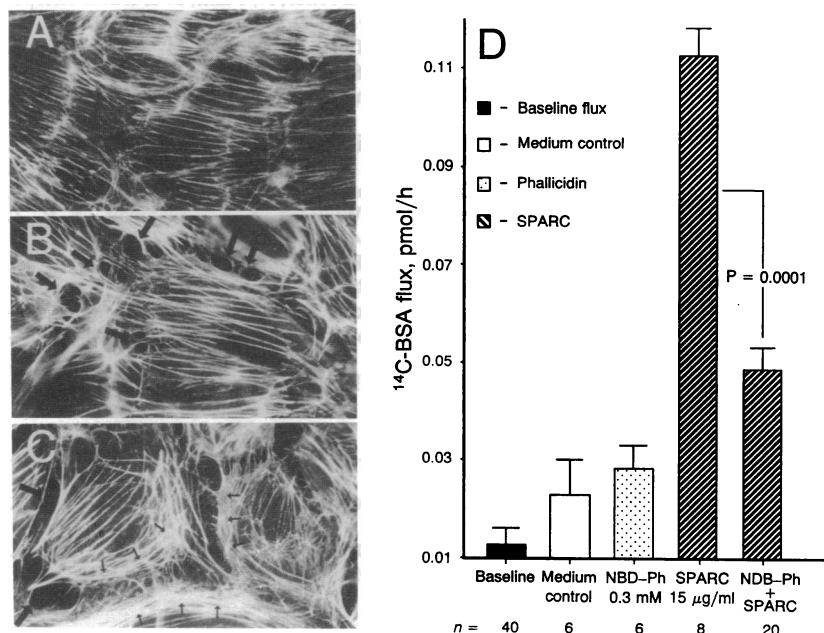 A
B
C
D
■ – Baseline flux
□ – Medium control
– Phallicidin
– SPARC
14C-BSA flux, pmol/h
0.11
0.09
0.07
0.05
0.03
0.01
P = 0.0001
Baseline
Medium
control
NBD–Ph
0.3 mM
SPARC
15 μg/ml
NDB–Ph
+
SPARC
n = 40 6 6 8 20